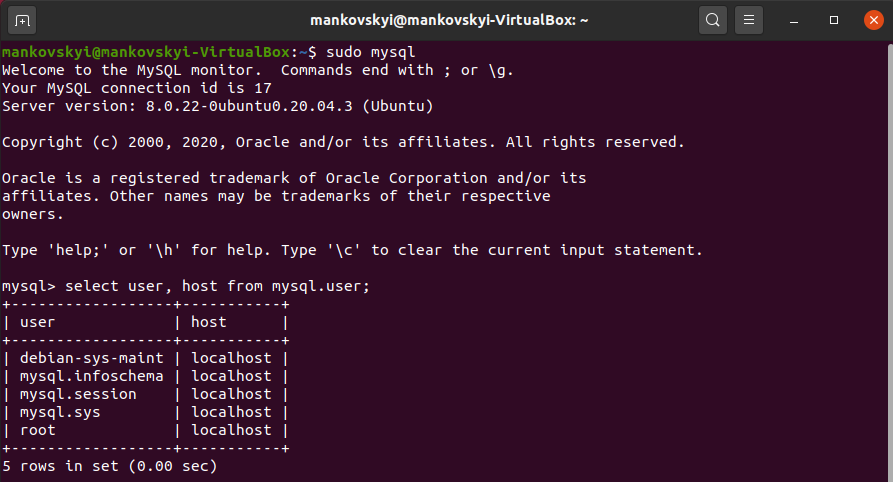 mankovskyi@mankovskyi-VirtualBox: ~
mankovskyi@mankovskyi-VirtualBox:~$ sudo mysql
Welcome to the MySQL monitor.  Commands end with ; or \g.
Your MySQL connection id is 17
Server version: 8.0.22-0ubuntu0.20.04.3 (Ubuntu)
Copyright (c) 2000, 2020, Oracle and/or its affiliates. All rights reserved.
Oracle is a registered trademark of Oracle Corporation and/or its
affiliates. Other names may be trademarks of their respective
owners.
Type 'help;' or '\h' for help. Type '\c' to clear the current input statement.
mysql> select user, host from mysql.user;
+------------------+-----------+
| user             | host      |
+------------------+-----------+
| debian-sys-maint | localhost |
| mysql.infoschema | localhost |
| mysql.session    | localhost |
| mysql.sys        | localhost |
| root             | localhost |
+------------------+-----------+
5 rows in set (0.00 sec)